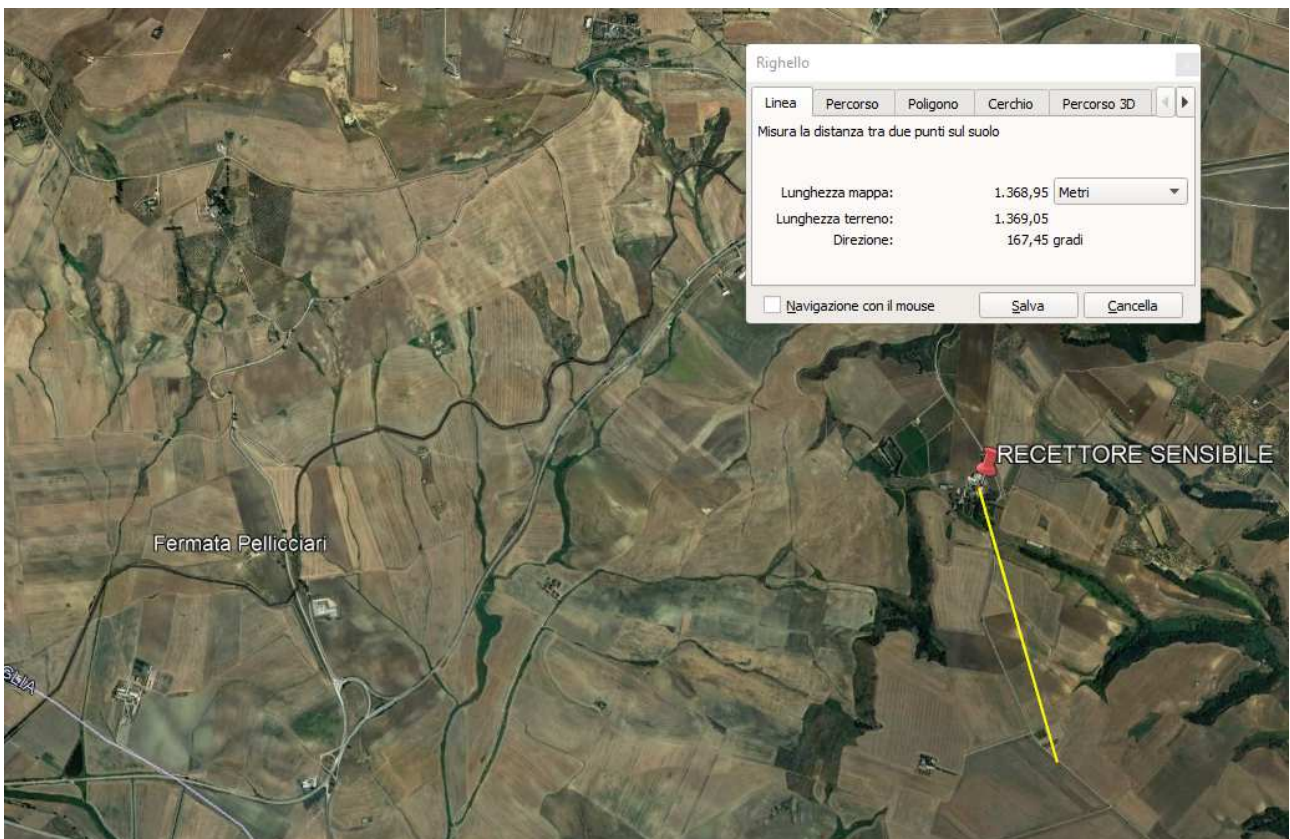 Righello
Linea
Percorso
Poligono
Cerchio
Percorso 3D
Misura la distanza tra due punti sul suolo
Lunghezza mappa: 1.368,95 Metri
Lunghezza terreno: 1.369,05
Direzione: 167,45 gradi
Navigazione con il mouse
Salva
Cancella
RECETTORE SENSIBILE
Fermata Pellicciari
GLIA